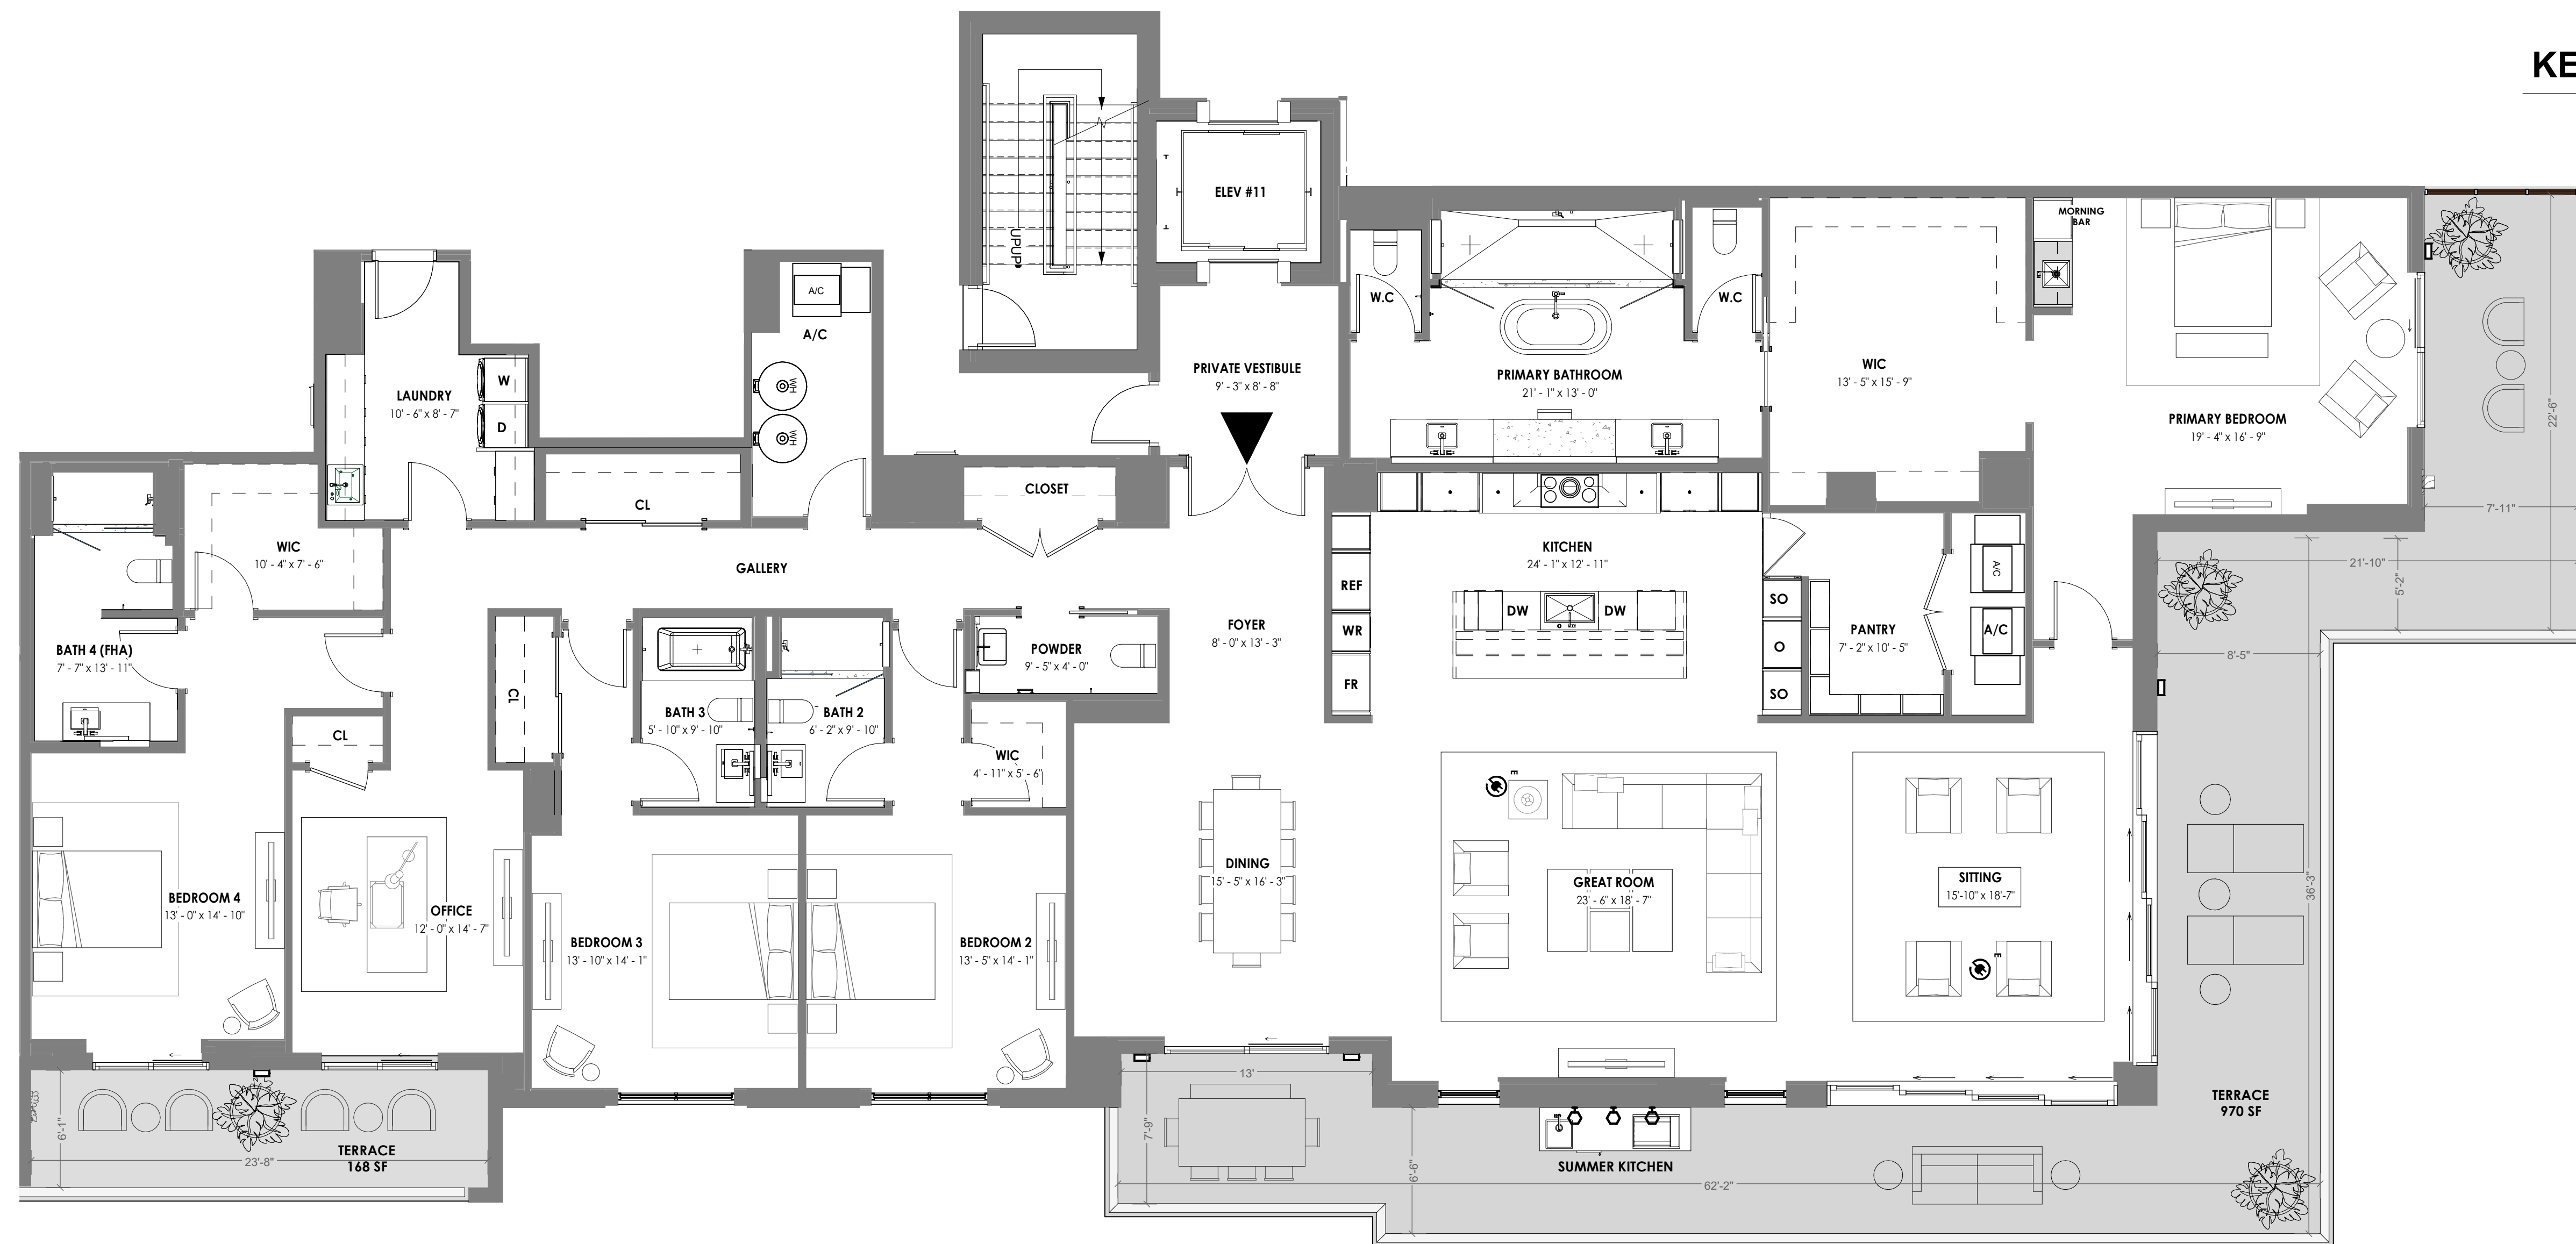 KE
ELEV #11
UPUP
MORNING
BAR
W.C
W.C
A/C
A/C
WH
WH
PRIVATE VESTIBULE
9' - 3" x 8' - 8"
PRIMARY BATHROOM
21' - 1" x 13' - 0"
WIC
13' - 5" x 15' - 9"
PRIMARY BEDROOM
19' - 4" x 16' - 9"
22'-6"
7'-11"
LAUNDRY
10' - 6" x 8' - 7"
W
D
CL
CLOSET
WIC
10' - 4" x 7' - 6"
GALLERY
KITCHEN
24' - 1" x 12' - 11"
REF
WR
FR
DW
DW
SO
O
SO
PANTRY
7' - 2" x 10' - 5"
A/C
A/C
21'-10"
5'-2"
8'-5"
FOYER
8' - 0" x 13' - 3"
BATH 4 (FHA)
7' - 7" x 13' - 11"
POWDER
9' - 5" x 4' - 0"
CL
CL
BATH 3
5' - 10" x 9' - 10"
BATH 2
6' - 2" x 9' - 10"
WIC
4' - 11" x 5' - 6"
E
DINING
15' - 5" x 16' - 3"
GREAT ROOM
23' - 6" x 18' - 7"
SITTING
15'-10" x 18'-7"
E
36'-3"
BEDROOM 4
13' - 0" x 14' - 10"
OFFICE
12' - 0" x 14' - 7"
BEDROOM 3
13' - 10" x 14' - 1"
BEDROOM 2
13' - 5" x 14' - 1"
13'
7'-9"
6'-6"
6'-1"
23'-8"
TERRACE
168 SF
SUMMER KITCHEN
62'-2"
TERRACE
970 SF